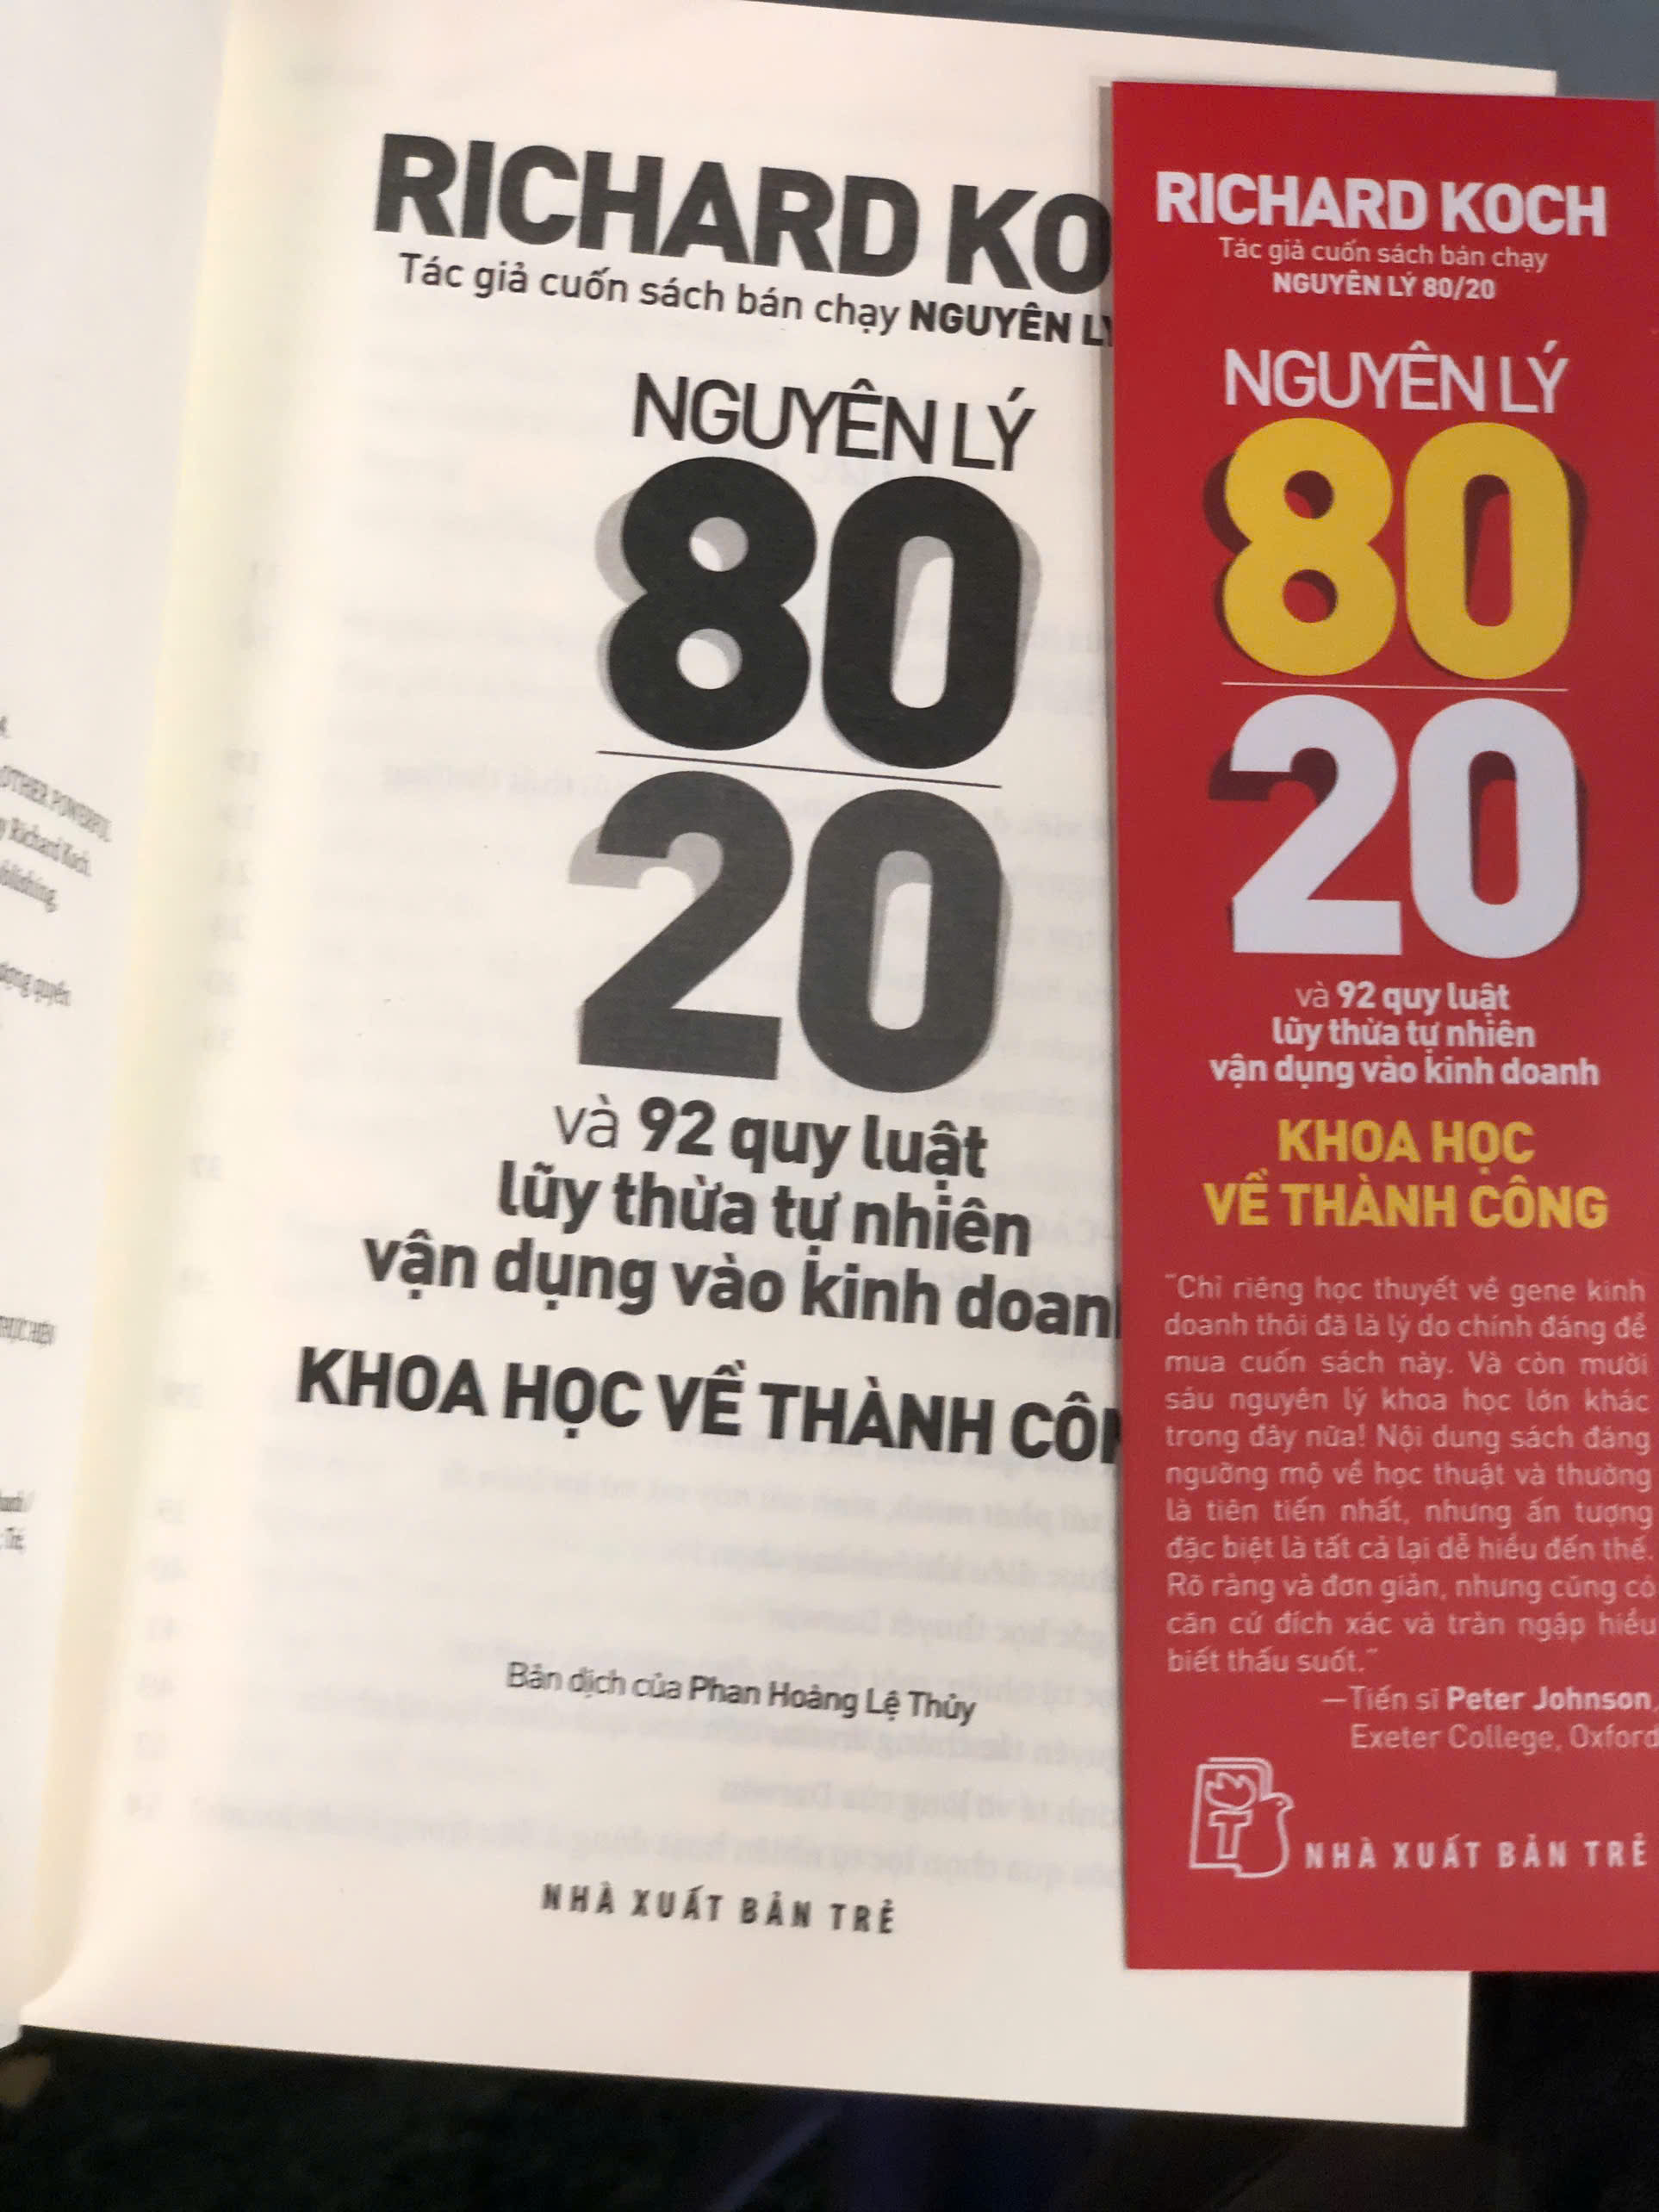 RICHARD KO
Tác giả cuốn sách bán chạy NGUYÊN LÝ
NGUYÊN LÝ
80
20
và 92 quy luật
lũy thừa tự nhiên
vận dụng vào kinh doanh
KHOA HỌC VỀ THÀNH CÔN
Bản dịch của Phan Hoàng Lệ Thủy
NHÀ XUẤT BẢN TRẺ
RICHARD KOCH
Tác giả cuốn sách bán chạy
NGUYÊN LÝ 80/20
NGUYÊN LÝ
80
20
và 92 quy luật
lũy thừa tự nhiên
vận dụng vào kinh doanh
KHOA HỌC
VỀ THÀNH CÔNG
"Chỉ riêng học thuyết về gene kinh
doanh thôi đã là lý do chính đáng để
mua cuốn sách này. Và còn mười
sáu nguyên lý khoa học lớn khác
trong đây nữa! Nội dung sách đáng
ngưỡng mộ về học thuật và thường
là tiên tiến nhất, nhưng ấn tượng
đặc biệt là tất cả lại dễ hiểu đến thế.
Rõ ràng và đơn giản, nhưng cũng có
căn cứ đích xác và tràn ngập hiểu
biết thấu suốt."
—Tiến sĩ Peter Johnson,
Exeter College, Oxford
T
NHÀ XUẤT BẢN TRẺ
OTHER POWERFUL
Richard Koch.